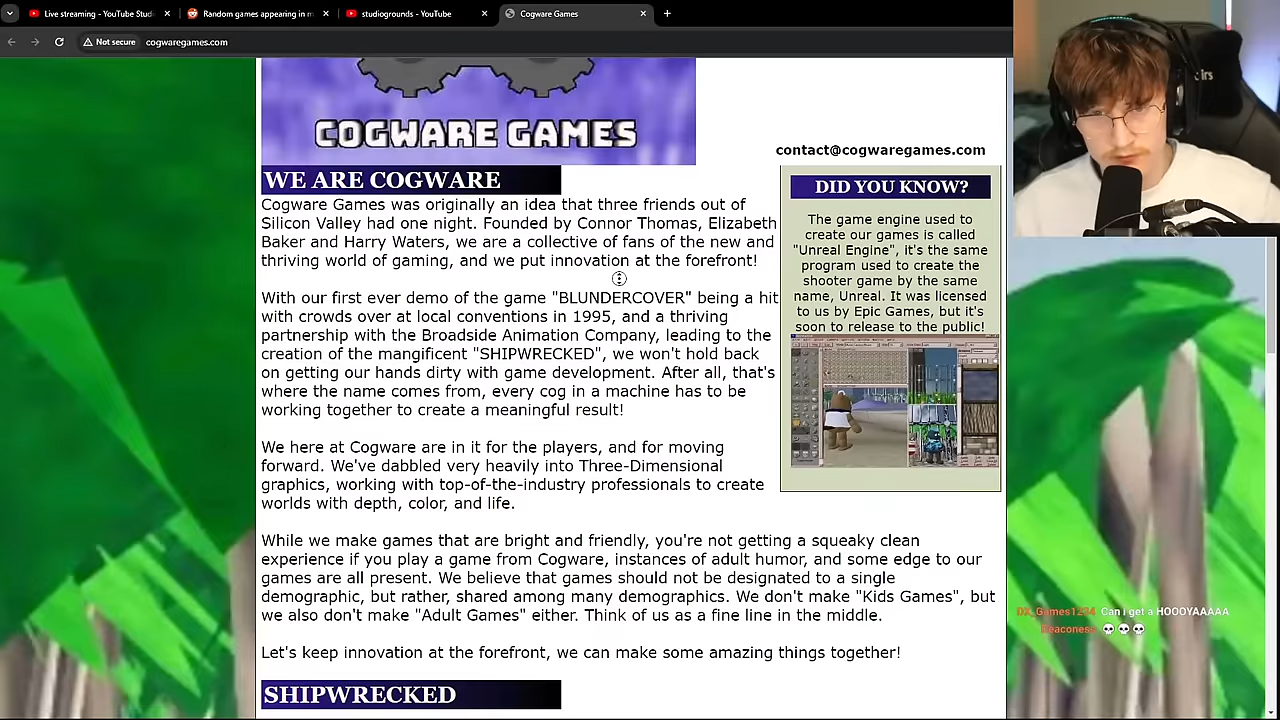 Live streaming - YouTube Stud
Random games appearing in m
studiogrounds - YouTube
Cogware Games
Not secure
cogwaregames.com
COGWARE GAMES
contact@cogwaregames.com
WE ARE COGWARE
Cogware Games was originally an idea that three friends out of
Silicon Valley had one night. Founded by Connor Thomas, Elizabeth
Baker and Harry Waters, we are a collective of fans of the new and
thriving world of gaming, and we put innovation at the forefront!
With our first ever demo of the game "BLUNDERCOVER" being a hit
with crowds over at local conventions in 1995, and a thriving
partnership with the Broadside Animation Company, leading to the
creation of the mangificent "SHIPWRECKED", we won't hold back
on getting our hands dirty with game development. After all, that's
where the name comes from, every cog in a machine has to be
working together to create a meaningful result!
We here at Cogware are in it for the players, and for moving
forward. We've dabbled very heavily into Three-Dimensional
graphics, working with top-of-the-industry professionals to create
worlds with depth, color, and life.
While we make games that are bright and friendly, you're not getting a squeaky clean
experience if you play a game from Cogware, instances of adult humor, and some edge to our
games are all present. We believe that games should not be designated to a single
demographic, but rather, shared among many demographics. We don't make "Kids Games", but
we also don't make "Adult Games" either. Think of us as a fine line in the middle.
Let's keep innovation at the forefront, we can make some amazing things together!
SHIPWRECKED
DID YOU KNOW?
The game engine used to
create our games is called
"Unreal Engine", it's the same
program used to create the
shooter game by the same
name, Unreal. It was licensed
to us by Epic Games, but it's
soon to release to the public!
DX_Games1234 Can i get a HOOOYAAAAA
Deaconess